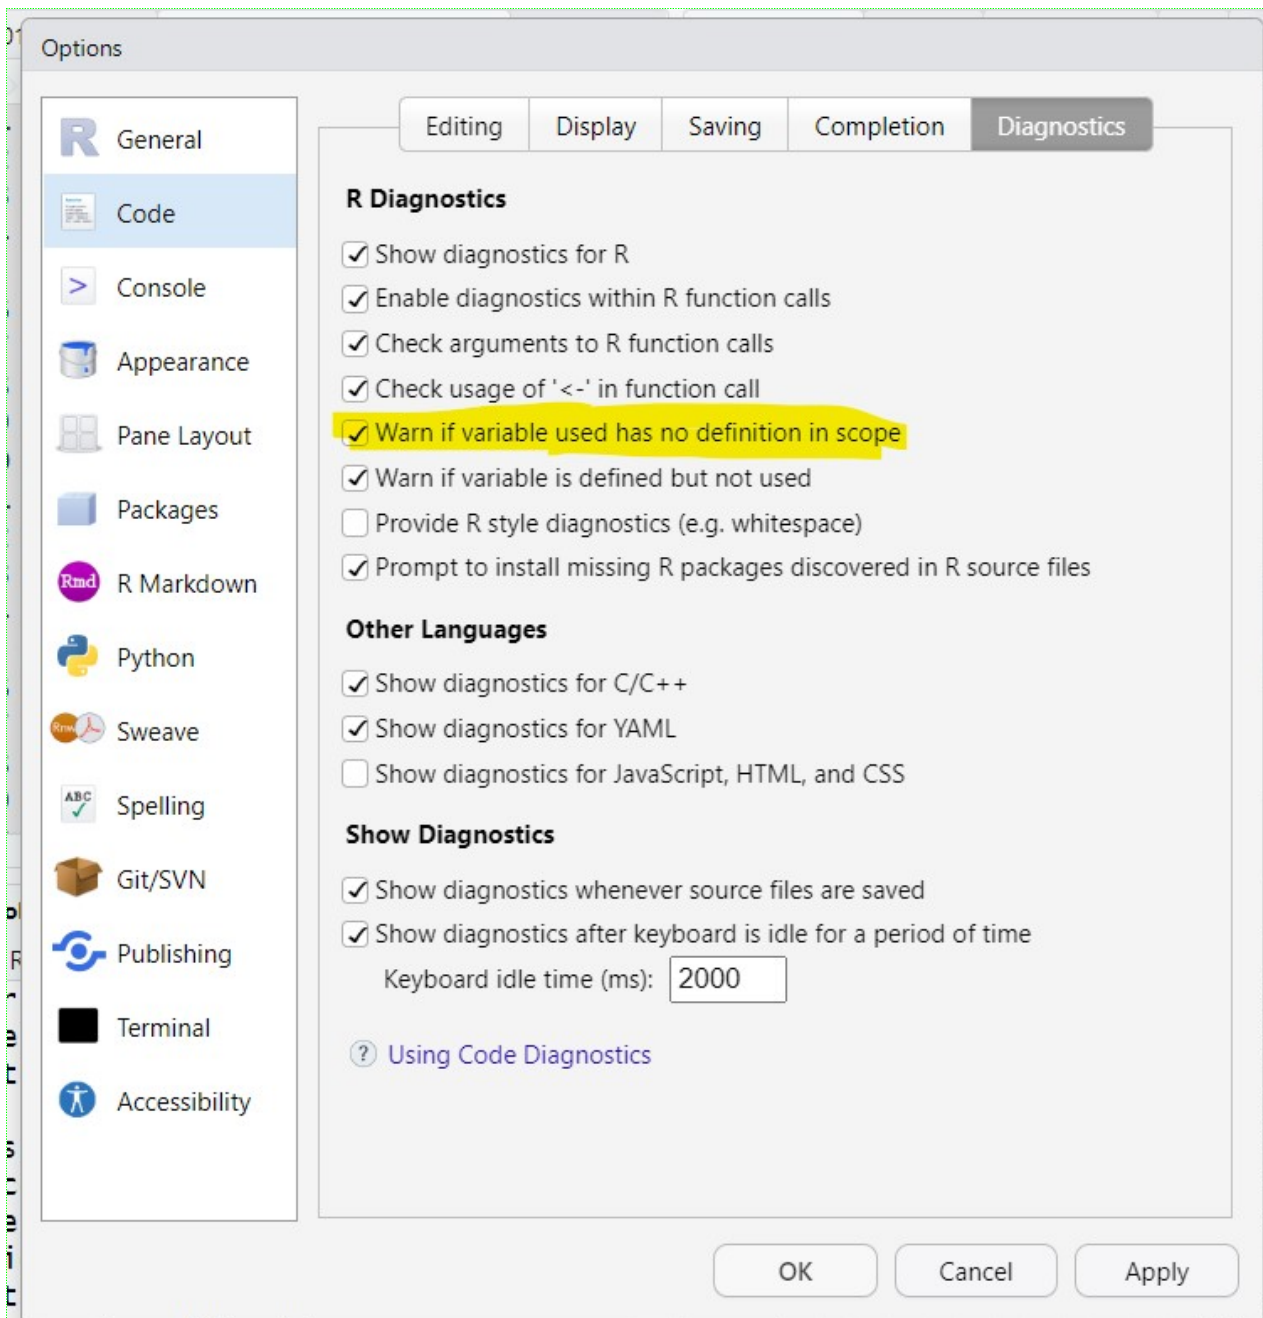 Options
General
Code
Console
Appearance
Pane Layout
Packages
Rmd R Markdown
Python
Rnw Sweave
ABC Spelling
Git/SVN
Publishing
Terminal
Accessibility
Editing Display Saving Completion Diagnostics
R Diagnostics
Show diagnostics for R
Enable diagnostics within R function calls
Check arguments to R function calls
Check usage of '<-' in function call
Warn if variable used has no definition in scope
Warn if variable is defined but not used
Provide R style diagnostics (e.g. whitespace)
Prompt to install missing R packages discovered in R source files
Other Languages
Show diagnostics for C/C++
Show diagnostics for YAML
Show diagnostics for JavaScript, HTML, and CSS
Show Diagnostics
Show diagnostics whenever source files are saved
Show diagnostics after keyboard is idle for a period of time
Keyboard idle time (ms): 2000
? Using Code Diagnostics
OK Cancel Apply